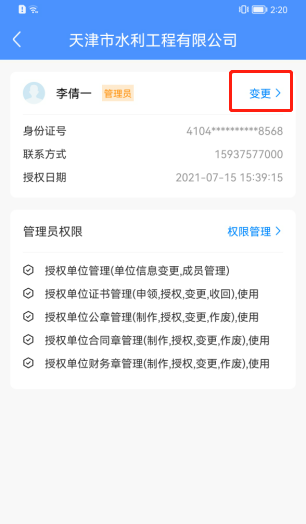 2:20
天津市水利工程有限公司
李倩一 管理员 变更
身份证号 4104**********8568
联系方式 15937577000
授权日期 2021-07-15 15:39:15
管理员权限 权限管理
授权单位管理(单位信息变更,成员管理)
授权单位证书管理(申领,授权,变更,收回),使用
授权单位公章管理(制作,授权,变更,作废),使用
授权单位合同章管理(制作,授权,变更,作废),使用
授权单位财务章管理(制作,授权,变更,作废),使用